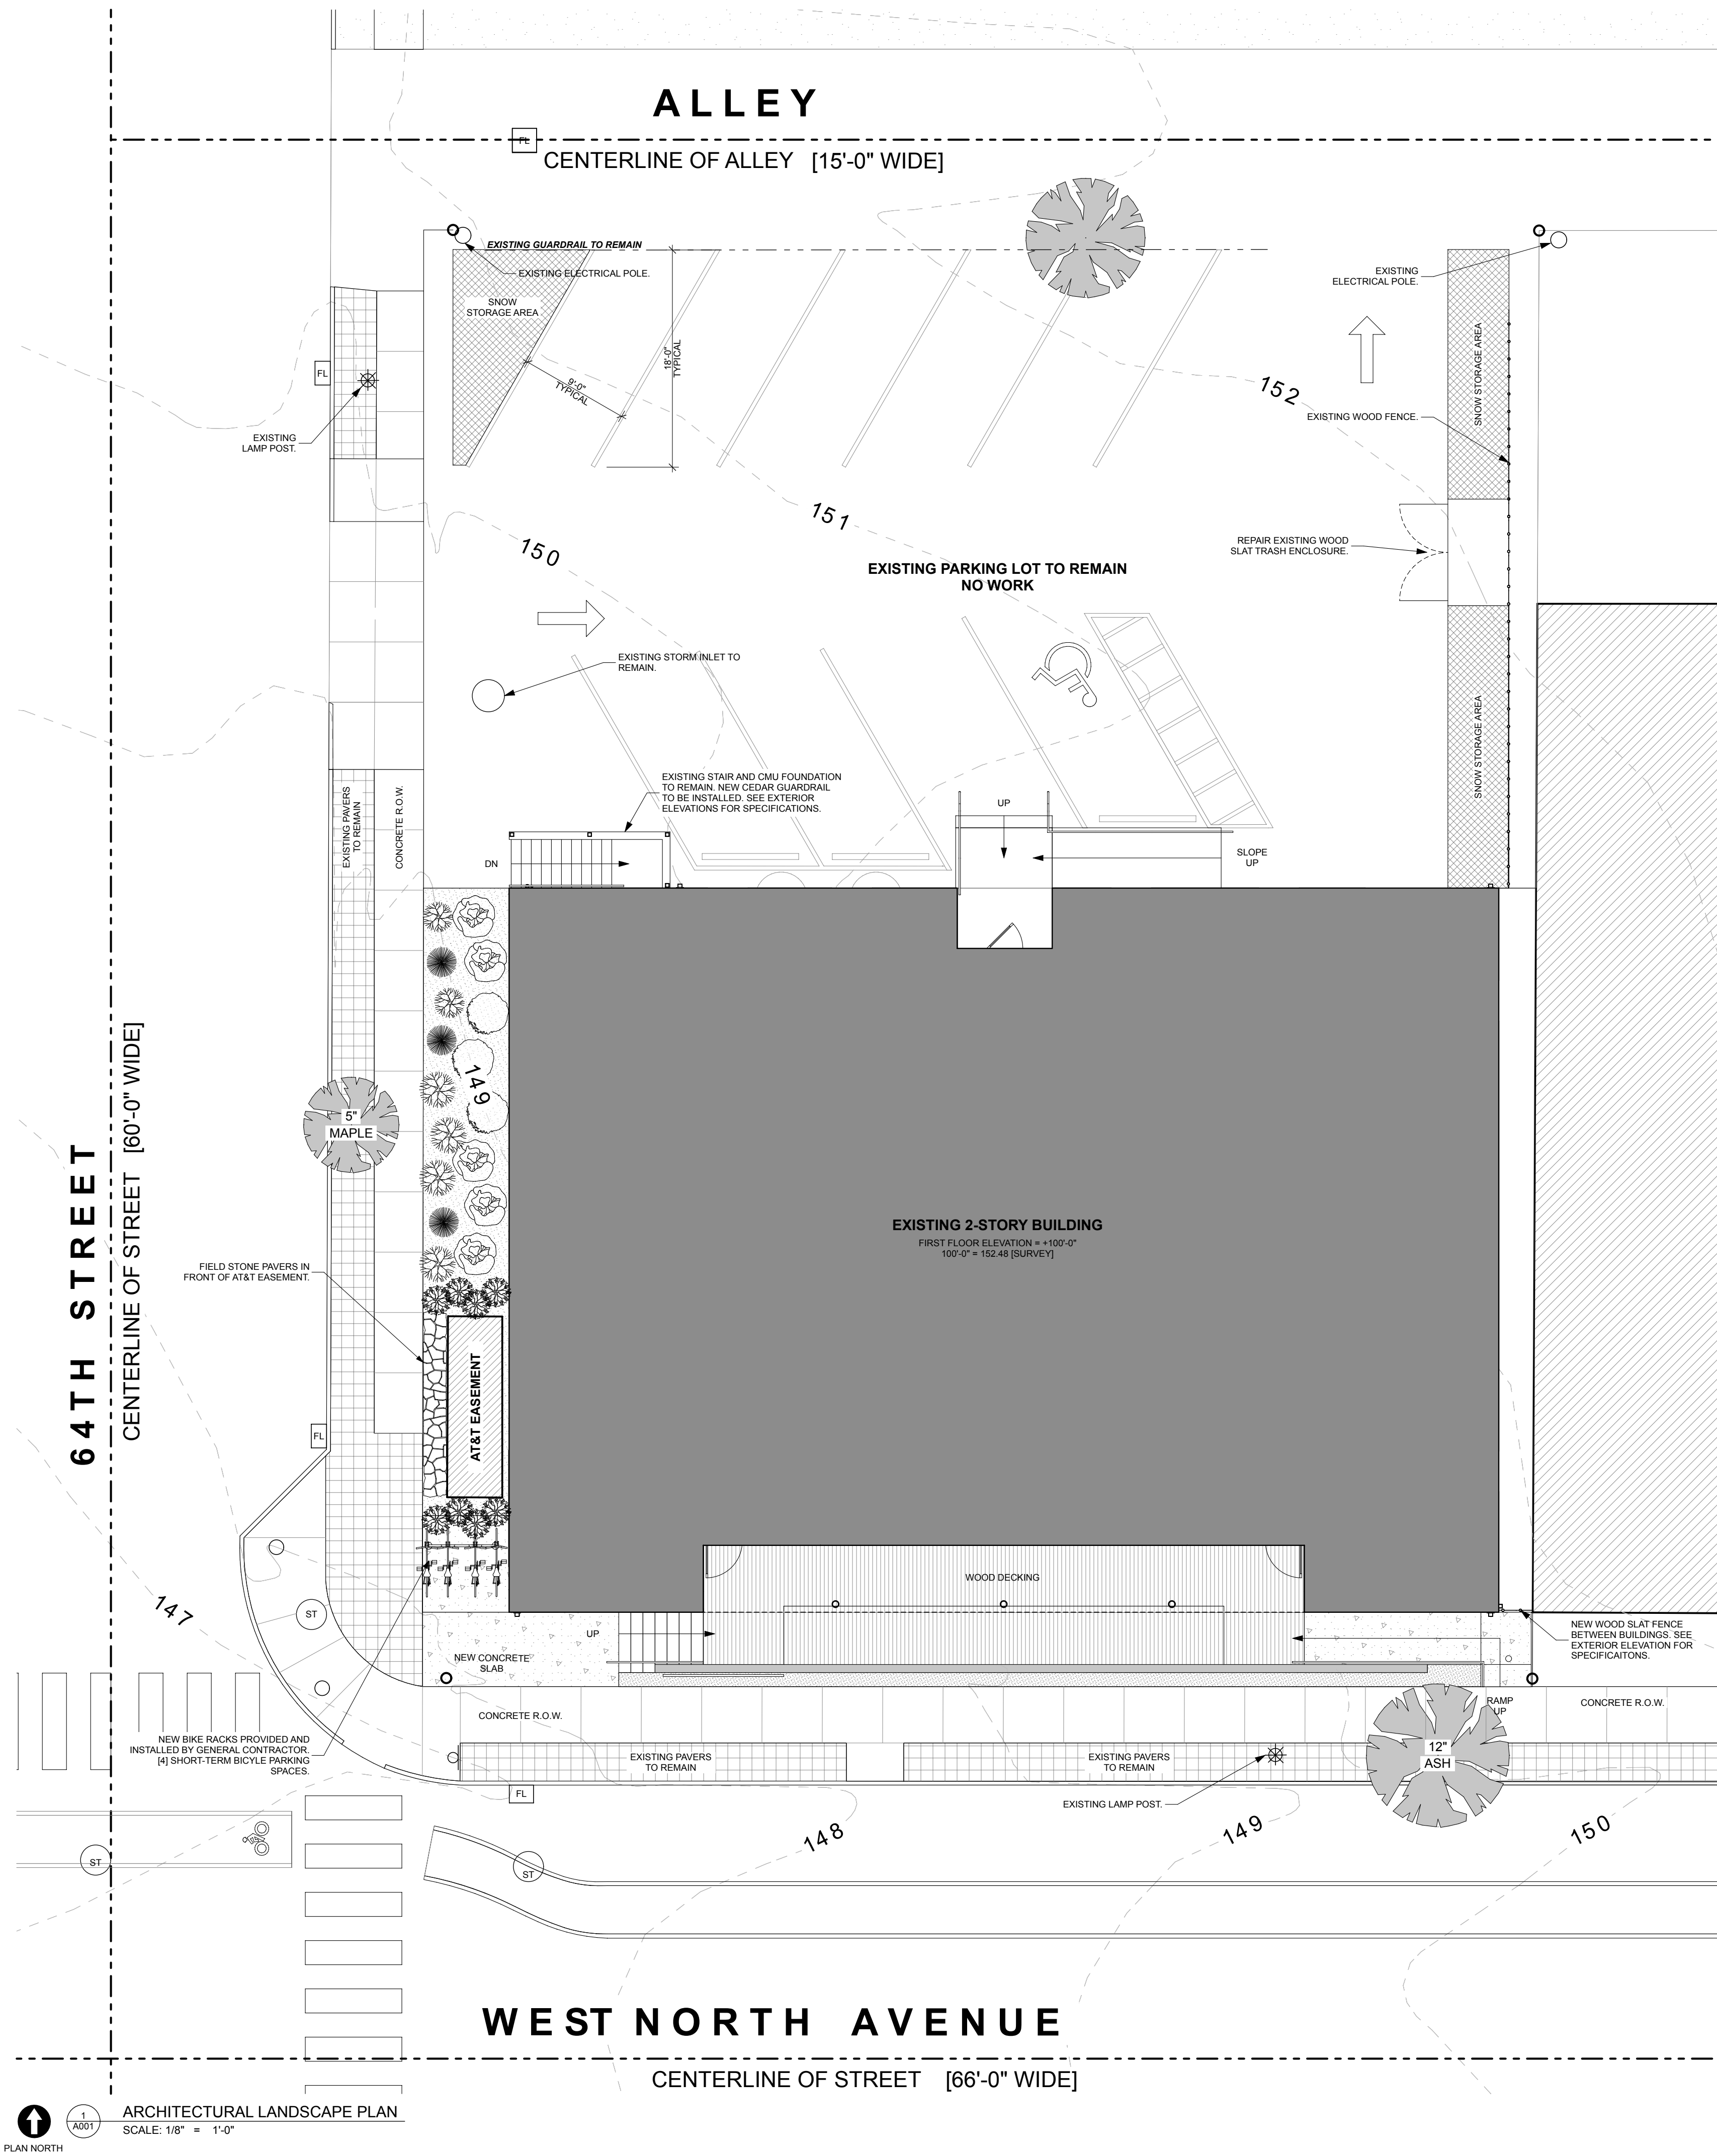 ALLEY
FL
CENTERLINE OF ALLEY [15'-0" WIDE]
EXISTING GUARDRAIL TO REMAIN
EXISTING ELECTRICAL POLE.
SNOW
STORAGE AREA
18'-0"
TYPICAL
9'-0"
TYPICAL
EXISTING
ELECTRICAL POLE.
SNOW STORAGE AREA
FL
EXISTING
LAMP POST.
152
EXISTING WOOD FENCE.
151
150
REPAIR EXISTING WOOD
SLAT TRASH ENCLOSURE.
EXISTING PARKING LOT TO REMAIN
NO WORK
EXISTING STORM INLET TO
REMAIN.
SNOW STORAGE AREA
EXISTING STAIR AND CMU FOUNDATION
TO REMAIN. NEW CEDAR GUARDRAIL
TO BE INSTALLED. SEE EXTERIOR
ELEVATIONS FOR SPECIFICATIONS.
EXISTING PAVERS
TO REMAIN
CONCRETE R.O.W.
UP
DN
SLOPE
UP
149
5"
MAPLE
64TH STREET
CENTERLINE OF STREET [60'-0" WIDE]
EXISTING 2-STORY BUILDING
FIRST FLOOR ELEVATION = +100'-0"
100'-0" = 152.48 [SURVEY]
FIELD STONE PAVERS IN
FRONT OF AT&T EASEMENT.
AT&T EASEMENT
FL
WOOD DECKING
147
ST
UP
NEW CONCRETE
SLAB
NEW WOOD SLAT FENCE
BETWEEN BUILDINGS. SEE
EXTERIOR ELEVATION FOR
SPECIFICAITONS.
CONCRETE R.O.W.
RAMP
UP
CONCRETE R.O.W.
NEW BIKE RACKS PROVIDED AND
INSTALLED BY GENERAL CONTRACTOR.
[4] SHORT-TERM BICYLE PARKING
SPACES.
EXISTING PAVERS
TO REMAIN
EXISTING PAVERS
TO REMAIN
12"
ASH
FL
EXISTING LAMP POST.
148
149
150
ST
ST
WEST NORTH AVENUE
CENTERLINE OF STREET [66'-0" WIDE]
1
A001
ARCHITECTURAL LANDSCAPE PLAN
SCALE: 1/8" = 1'-0"
PLAN NORTH